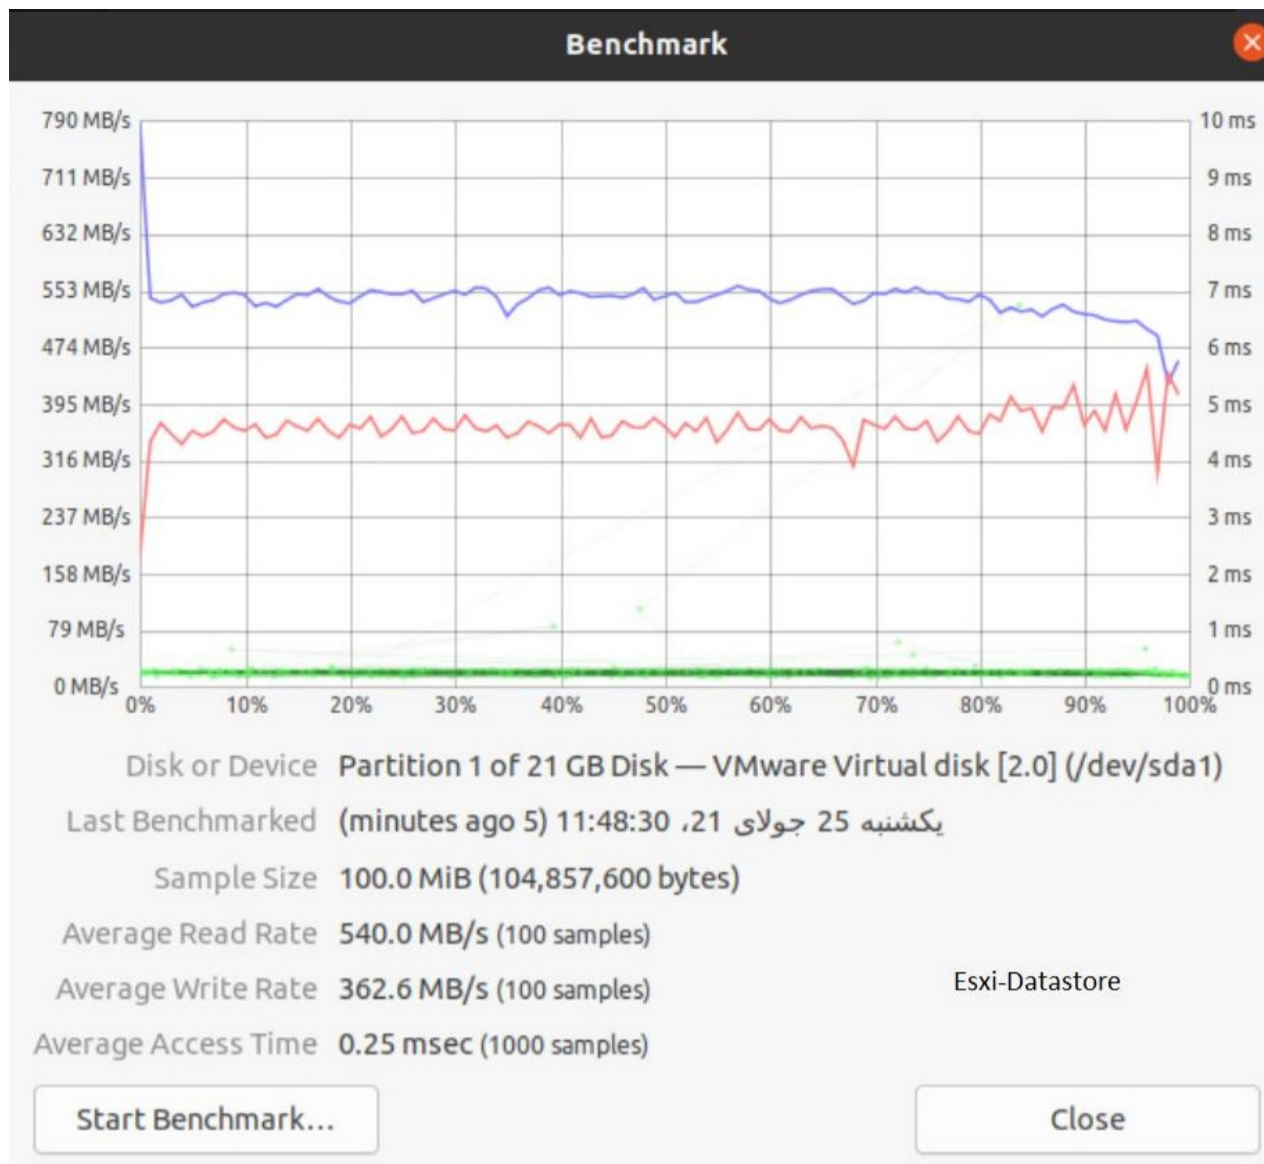 Benchmark
790 MB/s 10 ms
711 MB/s 9 ms
632 MB/s 8 ms
553 MB/s 7 ms
474 MB/s 6 ms
395 MB/s 5 ms
316 MB/s 4 ms
237 MB/s 3 ms
158 MB/s 2 ms
79 MB/s 1 ms
0 MB/s 0 ms
0% 10% 20% 30% 40% 50% 60% 70% 80% 90% 100%
Disk or Device Partition 1 of 21 GB Disk — VMware Virtual disk [2.0] (/dev/sda1)
Last Benchmarked یکشنبه 25 جولای 21، 11:48:30 (5 minutes ago)
Sample Size 100.0 MiB (104,857,600 bytes)
Average Read Rate 540.0 MB/s (100 samples)
Average Write Rate 362.6 MB/s (100 samples)
Esxi-Datastore
Average Access Time 0.25 msec (1000 samples)
Start Benchmark... Close